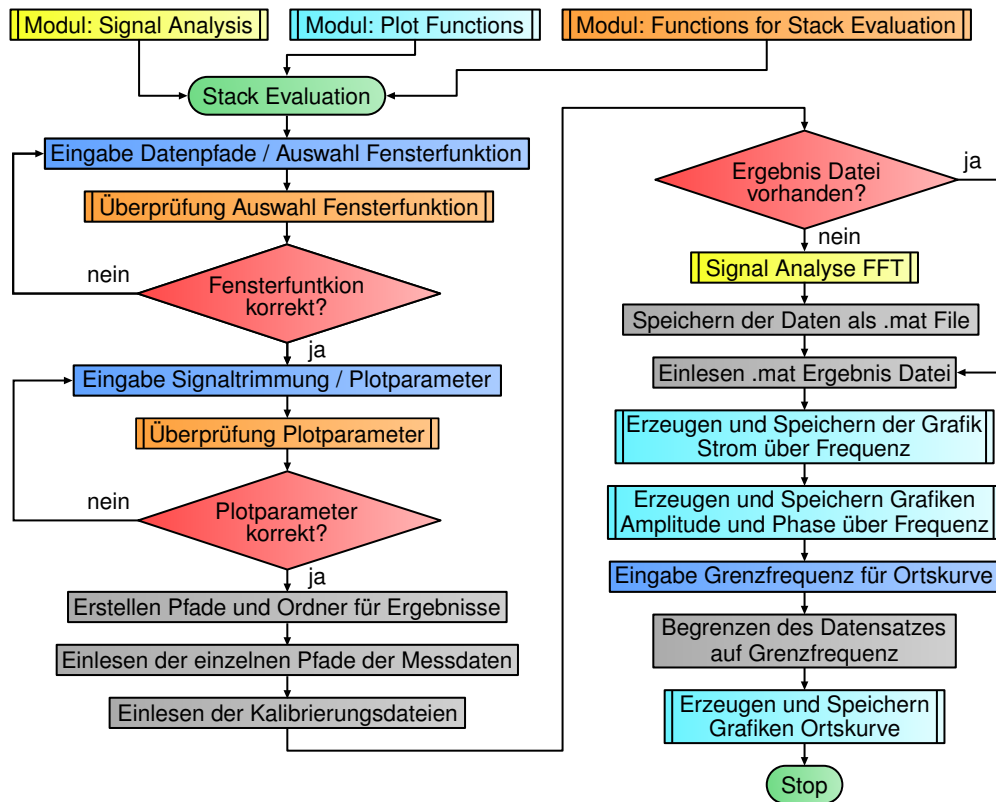 Modul: Signal Analysis
Modul: Plot Functions
Modul: Functions for Stack Evaluation
Stack Evaluation
Eingabe Datenpfade / Auswahl Fensterfunktion
Überprüfung Auswahl Fensterfunktion
nein
Fensterfuntkion
korrekt?
ja
Eingabe Signaltrimmung / Plotparameter
Überprüfung Plotparameter
nein
Plotparameter
korrekt?
ja
Erstellen Pfade und Ordner für Ergebnisse
Einlesen der einzelnen Pfade der Messdaten
Einlesen der Kalibrierungsdateien
Ergebnis Datei
vorhanden?
ja
nein
Signal Analyse FFT
Speichern der Daten als .mat File
Einlesen .mat Ergebnis Datei
Erzeugen und Speichern der Grafik
Strom über Frequenz
Erzeugen und Speichern Grafiken
Amplitude und Phase über Frequenz
Eingabe Grenzfrequenz für Ortskurve
Begrenzen des Datensatzes
auf Grenzfrequenz
Erzeugen und Speichern
Grafiken Ortskurve
Stop